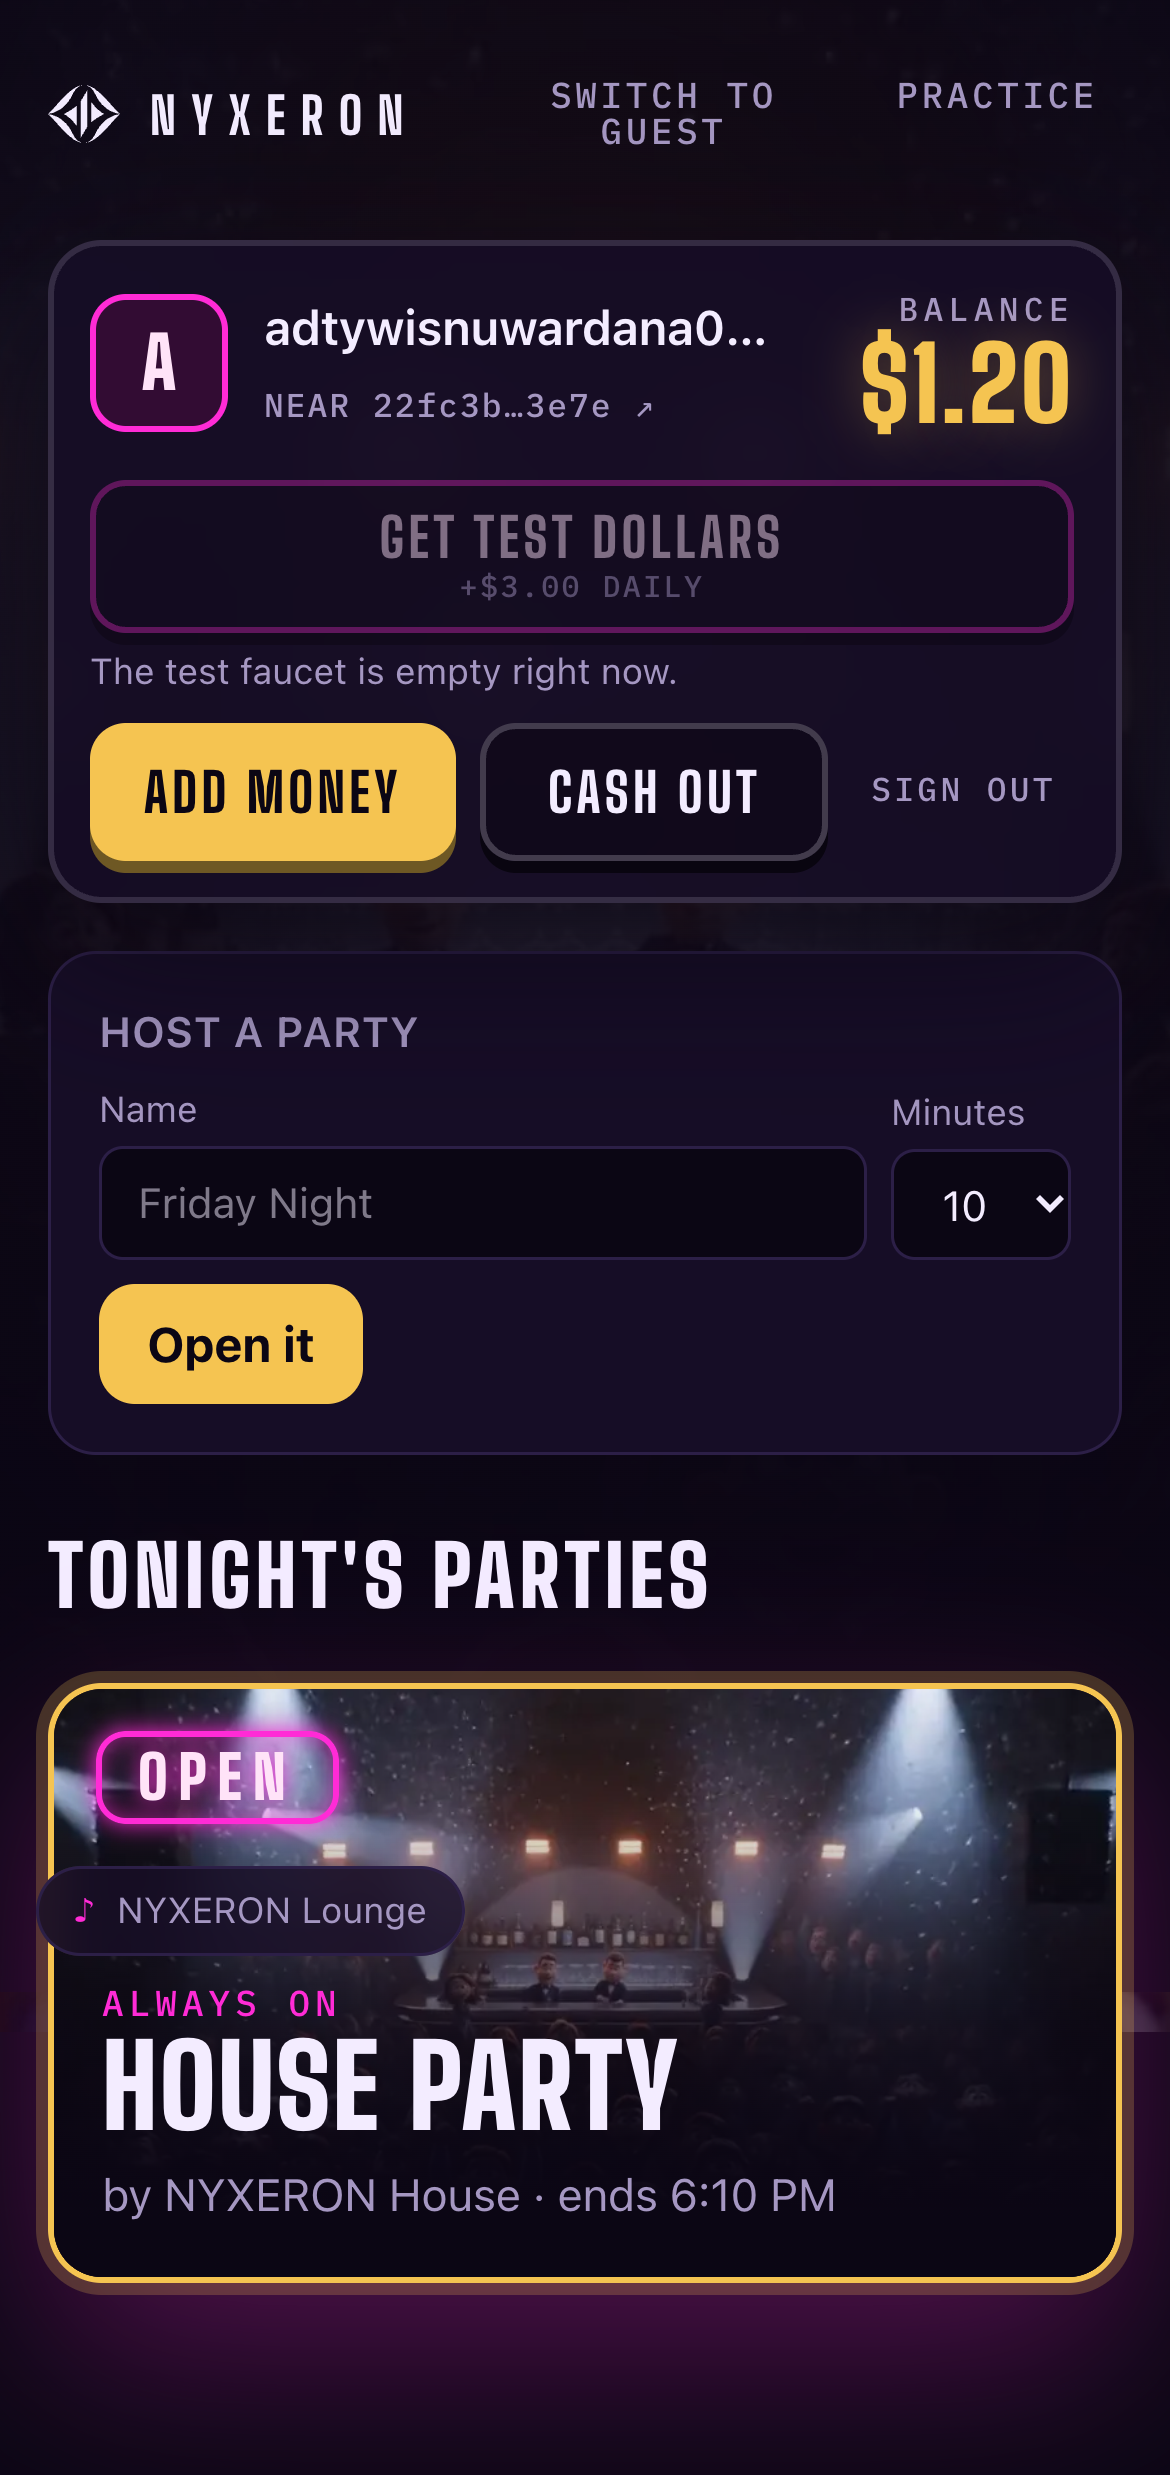 NYXERON
SWITCH TO
GUEST
PRACTICE
A
adtywisnuwardana0...
NEAR 22fc3b…3e7e ↗
BALANCE
$1.20
GET TEST DOLLARS
+$3.00 DAILY
The test faucet is empty right now.
ADD MONEY
CASH OUT
SIGN OUT
HOST A PARTY
Name
Minutes
Friday Night
10
Open it
TONIGHT'S PARTIES
OPEN
♪ NYXERON Lounge
ALWAYS ON
HOUSE PARTY
by NYXERON House · ends 6:10 PM